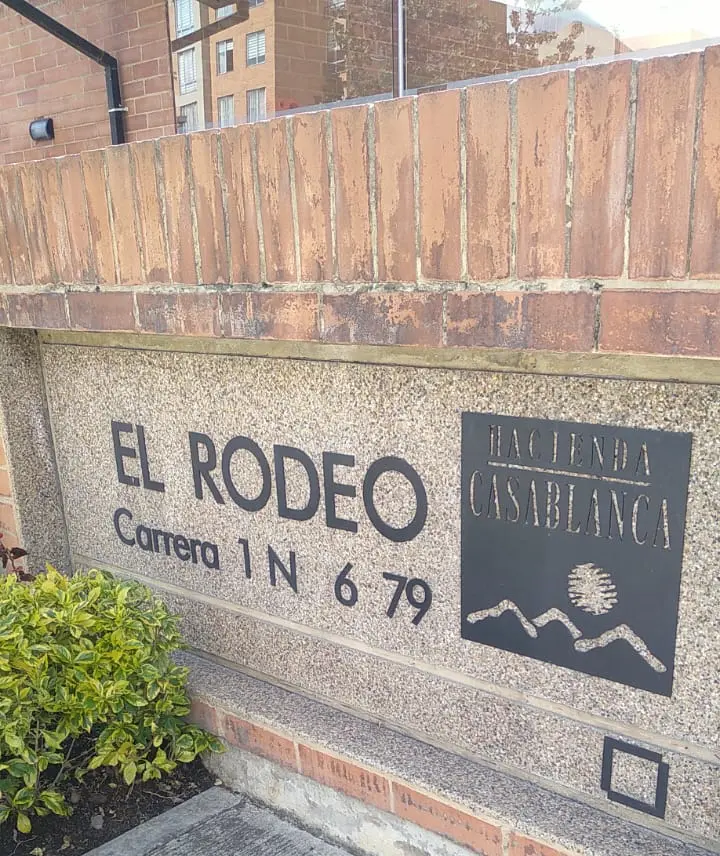 EL RODEO
Carrera 1 N 6 79
HACIENDA
CASABLANCA